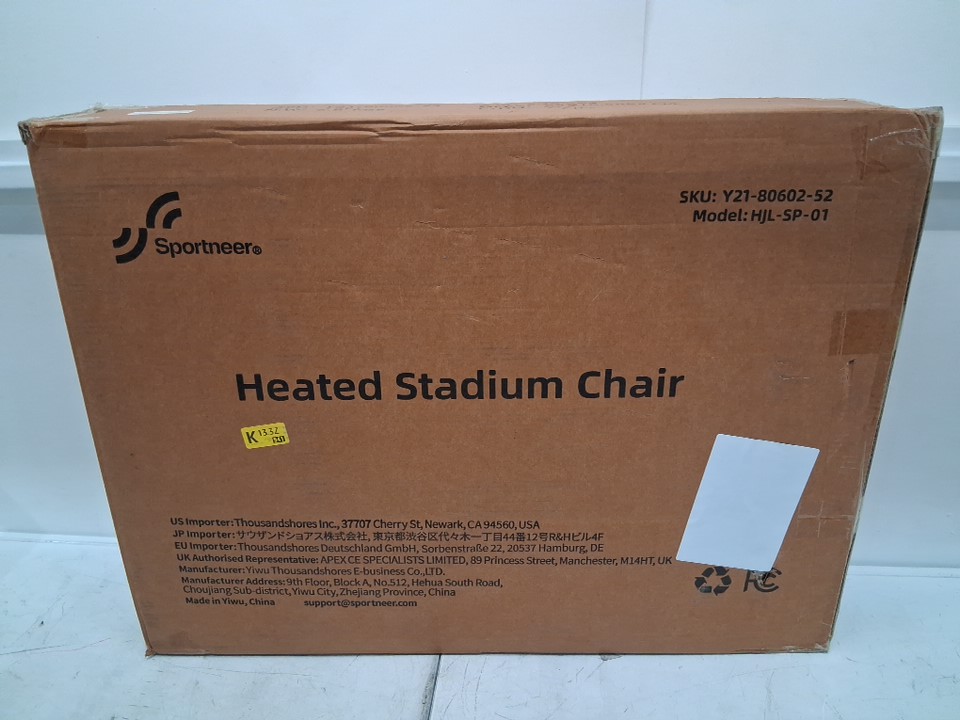 SKU: Y21-80602-52
Model: HJL-SP-01
Sportneer®
Heated Stadium Chair
K 13.32
US Importer: Thousandshores Inc., 37707 Cherry St, Newark, CA 94560, USA
JP Importer: サウザンドショアス株式会社, 東京都渋谷区代々木一丁目44番12号R&Hビル4F
EU Importer: Thousandshores Deutschland GmbH, Sorbenstraße 22, 20537 Hamburg, DE
UK Authorised Representative: APEX CE SPECIALISTS LIMITED, 89 Princess Street, Manchester, M14HT, UK
Manufacturer: Yiwu Thousandshores E-business Co.,LTD.
Manufacturer Address: 9th Floor, Block A, No.512, Hehua South Road,
Choujiang Sub-district, Yiwu City, Zhejiang Province, China
Made in Yiwu, China support@sportneer.com
FC